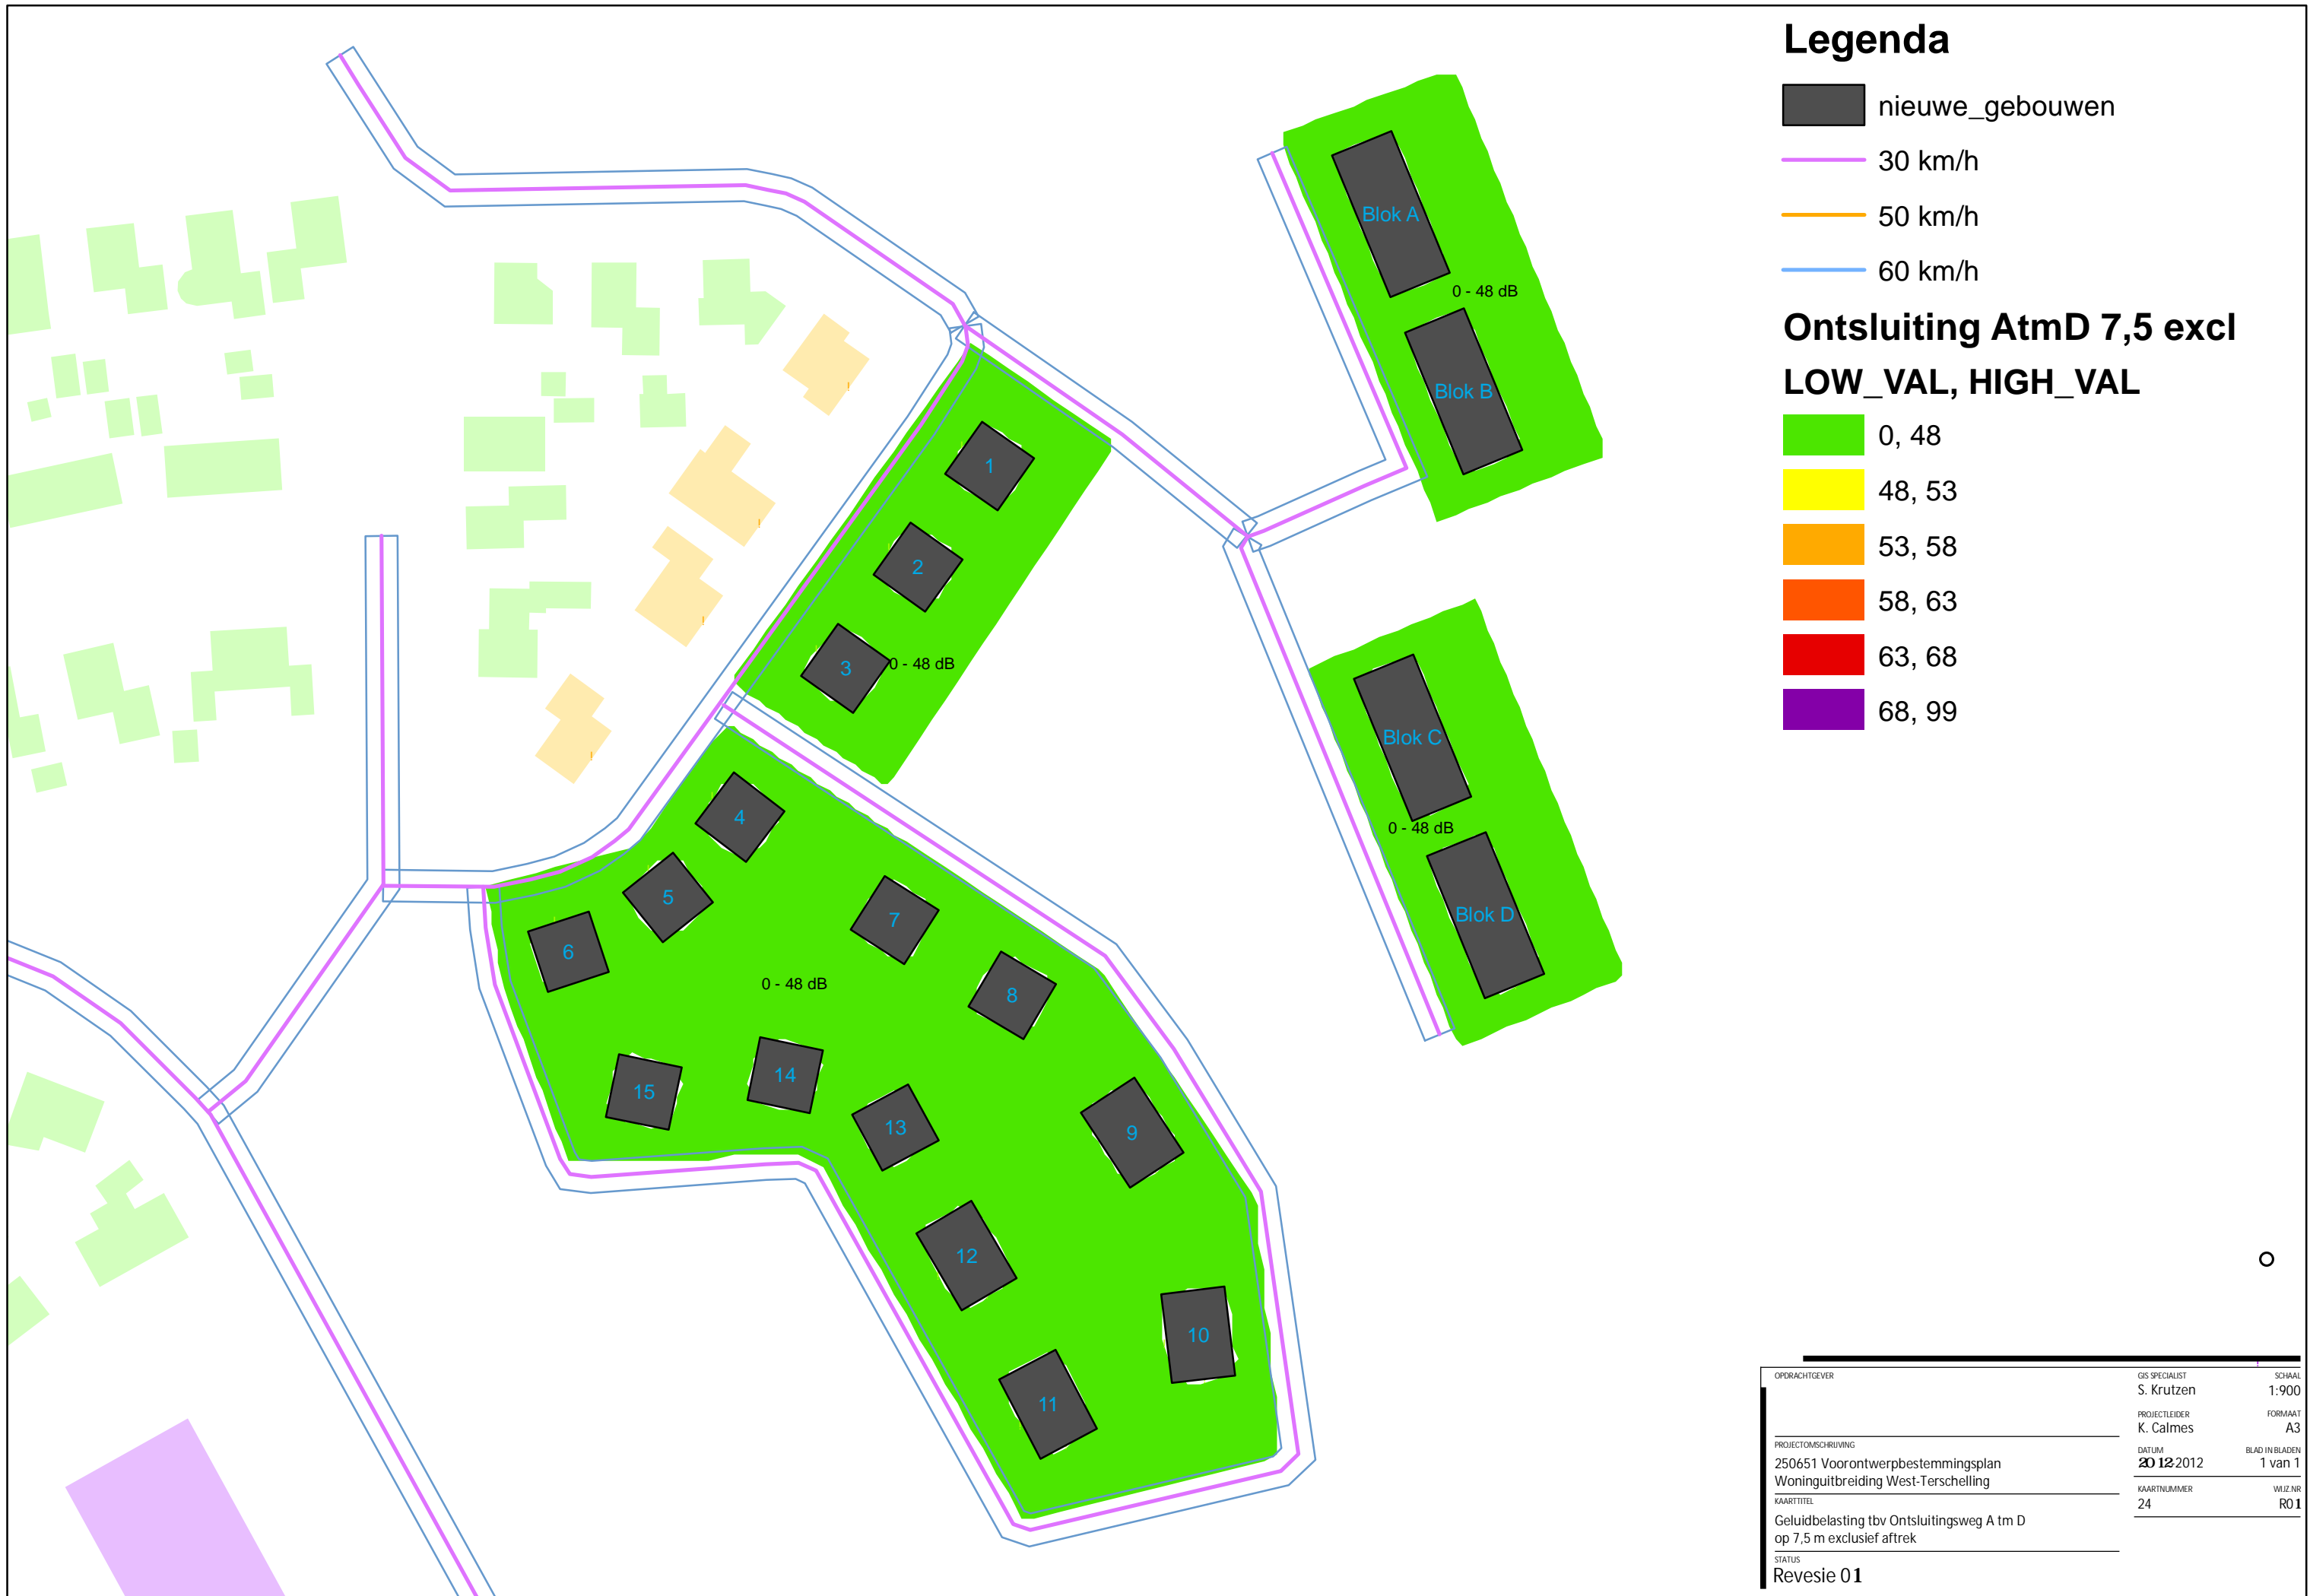 Legenda
nieuwe_gebouwen
30 km/h
50 km/h
60 km/h
Ontsluiting AtmD 7,5 excl
LOW_VAL, HIGH_VAL
0, 48
48, 53
53, 58
58, 63
63, 68
68, 99
Blok A
0 - 48 dB
Blok B
1
2
3
0 - 48 dB
Blok C
0 - 48 dB
Blok D
4
5
6
7
8
0 - 48 dB
15
14
13
9
12
10
11
OPDRACHTGEVER
GIS SPECIALIST
S. Krutzen
SCHAAL
1:900
PROJECTLEIDER
K. Calmes
FORMAAT
A3
PROJECTOMSCHRIJVING
250651 Voorontwerpbestemmingsplan
Woninguitbreiding West-Terschelling
DATUM
20-12-2012
BLAD IN BLADEN
1 van 1
KAARTTITEL
Geluidbelasting tbv Ontsluitingsweg A tm D
op 7,5 m exclusief aftrek
KAARTNUMMER
24
WIJZ.NR
R01
STATUS
Revesie 01